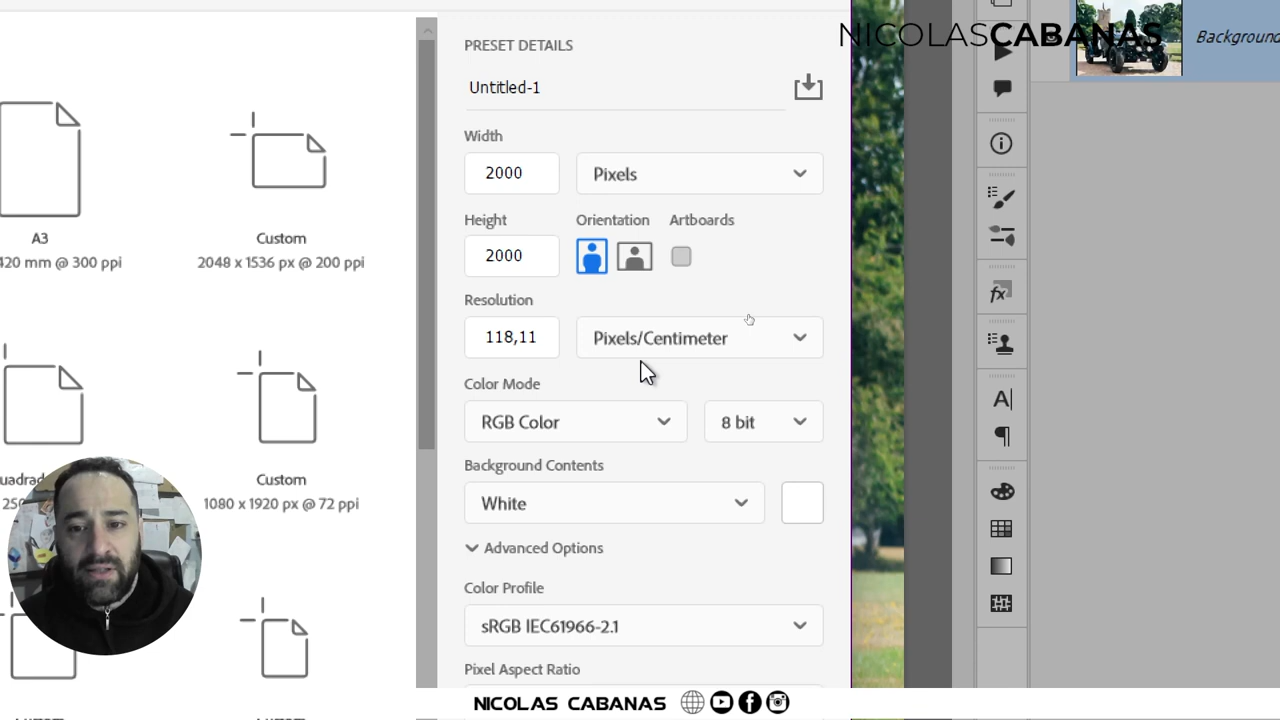 NICOLASCABANAS
Background
PRESET DETAILS
Untitled-1
Width
2000 Pixels
Height Orientation Artboards
2000
Resolution
118,11 Pixels/Centimeter
Color Mode
RGB Color 8 bit
Background Contents
White
Advanced Options
Color Profile
sRGB IEC61966-2.1
Pixel Aspect Ratio
A3
420 mm @ 300 ppi
Custom
2048 x 1536 px @ 200 ppi
uadrad
250
Custom
1080 x 1920 px @ 72 ppi
fx
A
NICOLAS CABANAS